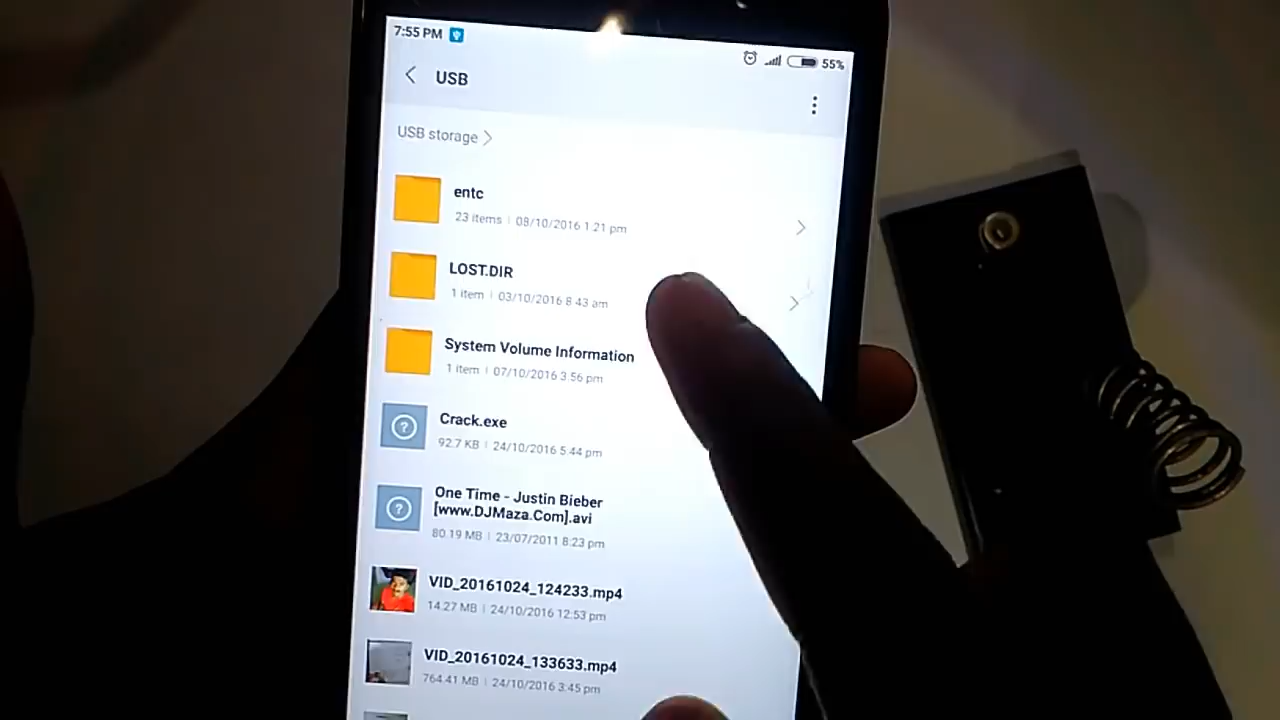 7:55 PM
55%
USB
USB storage
entc
23 items | 08/10/2016 1:21 pm
LOST.DIR
1 item | 03/10/2016 8:43 am
System Volume Information
1 item | 07/10/2016 3:56 pm
Crack.exe
92.7 KB | 24/10/2016 5:44 pm
One Time - Justin Bieber
[www.DJMaza.Com].avi
80.19 MB | 23/07/2011 8:23 pm
VID_20161024_124233.mp4
14.27 MB | 24/10/2016 12:53 pm
VID_20161024_133633.mp4
764.41 MB | 24/10/2016 3:45 pm